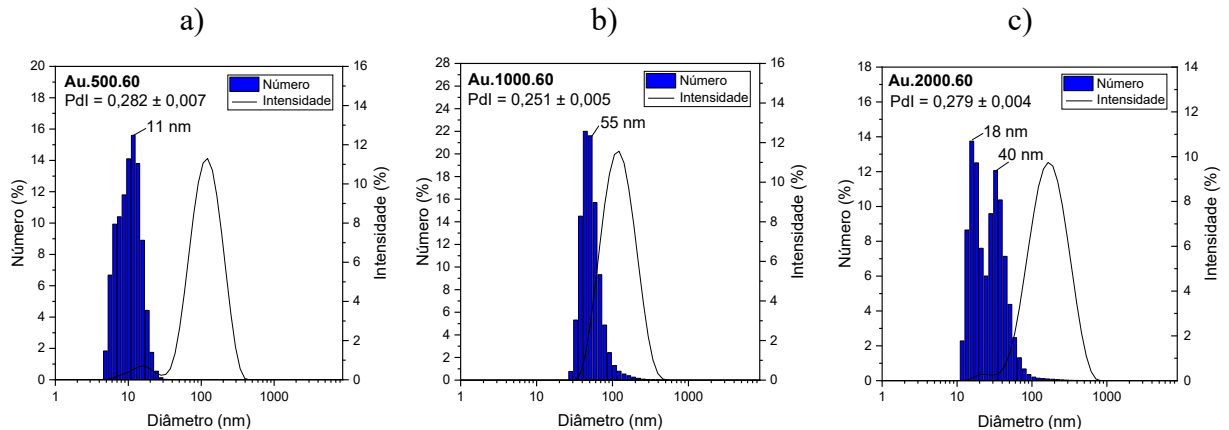 a)
Au.500.60
PdI = 0,282 ± 0,007
Número
Intensidade
11 nm
Número (%)
20
18
16
14
12
10
8
6
4
2
0
Intensidade (%)
16
14
12
10
8
6
4
2
0
1 10 100 1000
Diâmetro (nm)
b)
Au.1000.60
PdI = 0,251 ± 0,005
Número
Intensidade
55 nm
Número (%)
28
26
24
22
20
18
16
14
12
10
8
6
4
2
0
Intensidade (%)
16
14
12
10
8
6
4
2
0
1 10 100 1000
Diâmetro (nm)
c)
Au.2000.60
PdI = 0,279 ± 0,004
Número
Intensidade
18 nm
40 nm
Número (%)
18
16
14
12
10
8
6
4
2
0
Intensidade (%)
14
12
10
8
6
4
2
0
1 10 100 1000
Diâmetro (nm)